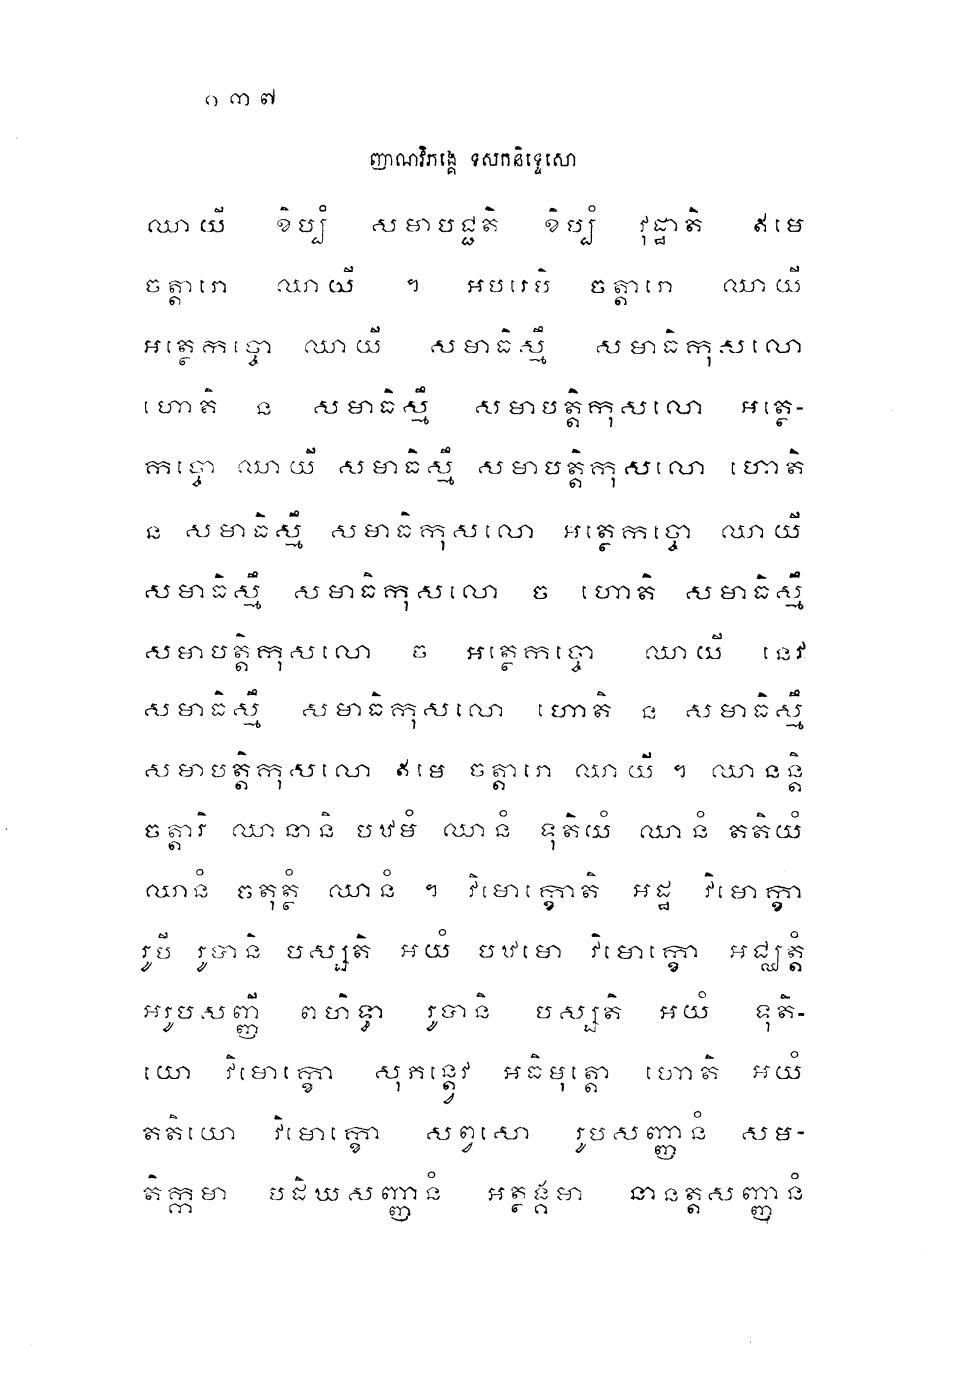 ១៣៧
ញាណវិភង្គេ ទសកនិទ្ទេសោ
ឈាយី ខិប្បំ សមាបជ្ជតិ ខិប្បំ វុដ្ឋាតិ ឥមេ
ចត្តារោ ឈាយី ។ អបរេបិ ចត្តារោ ឈាយី
អត្ថេកច្ចោ ឈាយី សមាធិស្មឹ សមាធិកុសលោ
ហោតិ ន សមាធិស្មឹ សមាបត្តិកុសលោ អត្ថេ-
កច្ចោ ឈាយី សមាធិស្មឹ សមាបត្តិកុសលោ ហោតិ
ន សមាធិស្មឹ សមាធិកុសលោ អត្ថេកច្ចោ ឈាយី
សមាធិស្មឹ សមាធិកុសលោ ច ហោតិ សមាធិស្មឹ
សមាបត្តិកុសលោ ច អត្ថេកច្ចោ ឈាយី នេវ
សមាធិស្មឹ សមាធិកុសលោ ហោតិ ន សមាធិស្មឹ
សមាបត្តិកុសលោ ឥមេ ចត្តារោ ឈាយី ។ ឈានន្តិ
ចត្តារិ ឈានានិ បឋមំ ឈានំ ទុតិយំ ឈានំ តតិយំ
ឈានំ ចតុត្ថំ ឈានំ ។ វិមោក្ខោតិ អដ្ឋ វិមោក្ខា
រូបី រូបានិ បស្សតិ អយំ បឋមោ វិមោក្ខោ អជ្ឈត្តំ
អរូបសញ្ញី ពហិទ្ធា រូបានិ បស្សតិ អយំ ទុតិ-
យោ វិមោក្ខោ សុភន្ត្វេវ អធិមុត្តោ ហោតិ អយំ
តតិយោ វិមោក្ខោ សព្វសោ រូបសញ្ញានំ សម-
តិក្កមា បដិឃសញ្ញានំ អត្ថង្គមា នានត្តសញ្ញានំ